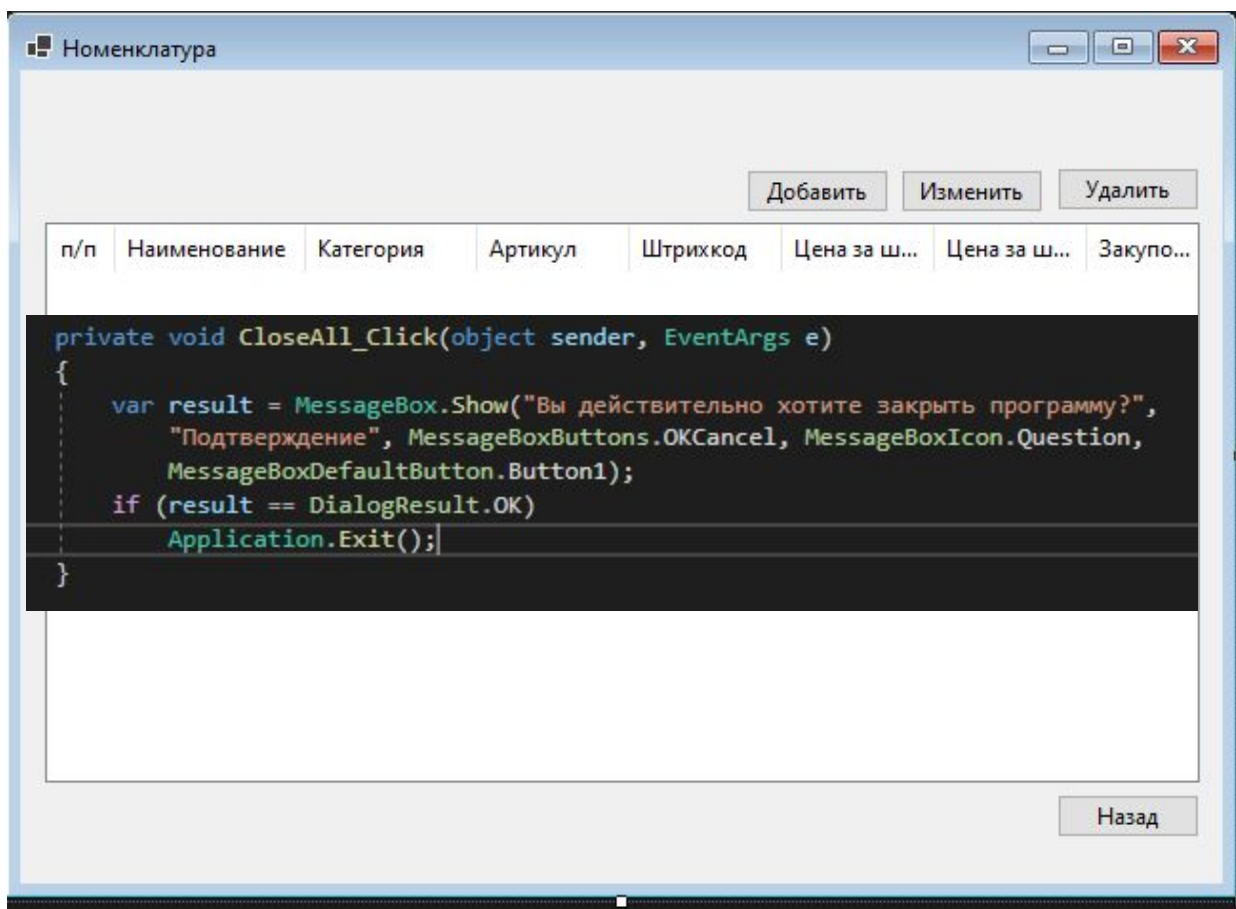 Номенклатура
Добавить Изменить Удалить
п/п Наименование Категория Артикул Штрихкод Цена за ш... Цена за ш... Закупо...
private void CloseAll_Click(object sender, EventArgs e)
{
var result = MessageBox.Show("Вы действительно хотите закрыть программу?",
"Подтверждение", MessageBoxButtons.OKCancel, MessageBoxIcon.Question,
MessageBoxDefaultButton.Button1);
if (result == DialogResult.OK)
Application.Exit();
}
Назад